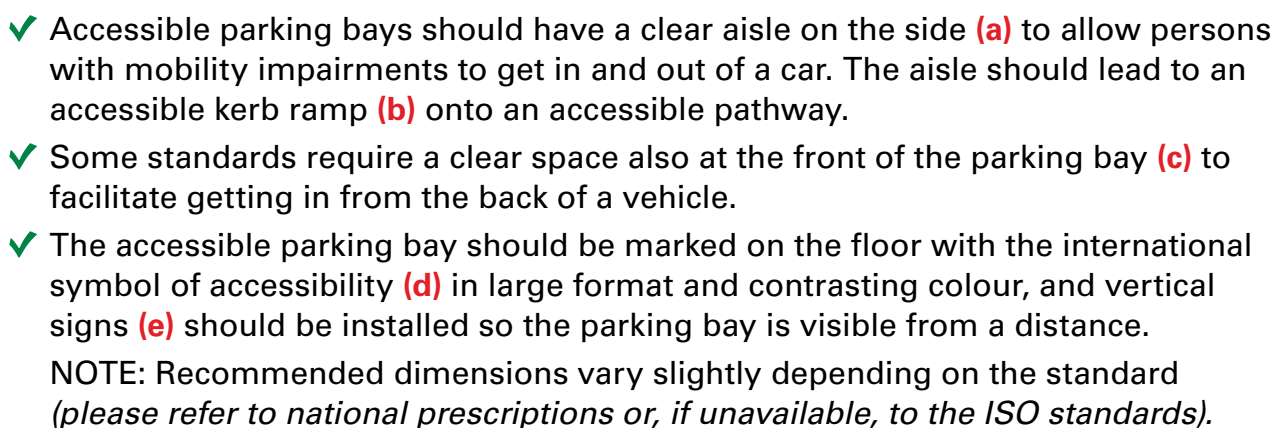 ✓ Accessible parking bays should have a clear aisle on the side (a) to allow persons
with mobility impairments to get in and out of a car. The aisle should lead to an
accessible kerb ramp (b) onto an accessible pathway.
✓ Some standards require a clear space also at the front of the parking bay (c) to
facilitate getting in from the back of a vehicle.
✓ The accessible parking bay should be marked on the floor with the international
symbol of accessibility (d) in large format and contrasting colour, and vertical
signs (e) should be installed so the parking bay is visible from a distance.
NOTE: Recommended dimensions vary slightly depending on the standard
(please refer to national prescriptions or, if unavailable, to the ISO standards).